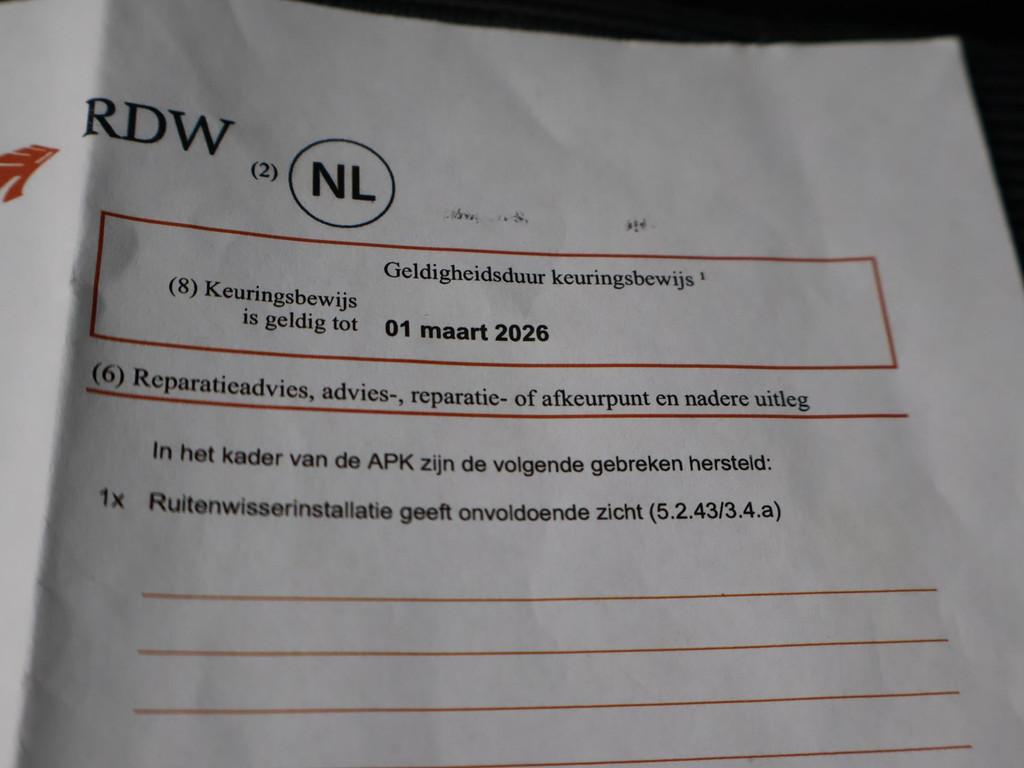 RDW
(2) NL
Geldigheidsduur keuringsbewijs ¹
(8) Keuringsbewijs
is geldig tot 01 maart 2026
(6) Reparatieadvies, advies-, reparatie- of afkeurpunt en nadere uitleg
In het kader van de APK zijn de volgende gebreken hersteld:
1x Ruitenwisserinstallatie geeft onvoldoende zicht (5.2.43/3.4.a)